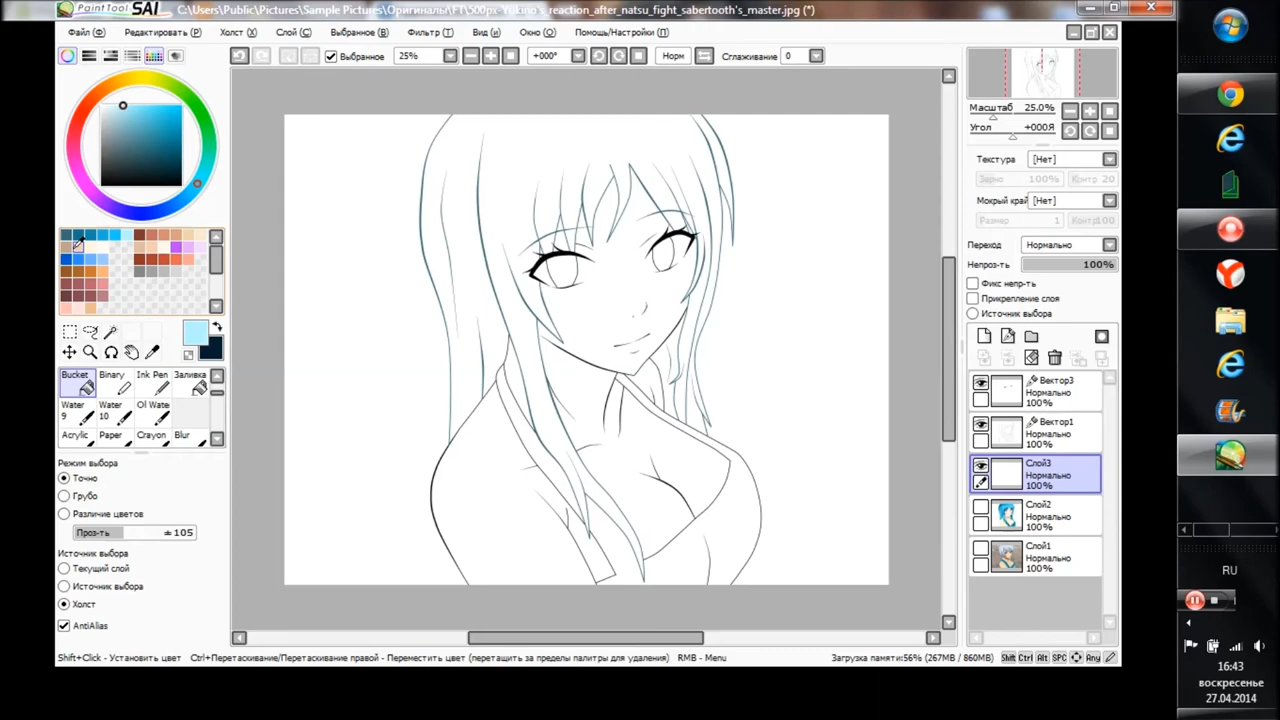 PaintTool SAI C:\Users\Public\Pictures\Sample Pictures\Оригиналы\FT\500px-Yukino's_reaction_after_natsu_fight_sabertooth's_master.jpg (*)
Файл (Ф) Редактировать (P) Холст (X) Слой (C) Выбранное (B) Фильтр (T) Вид (и) Окно (O) Помощь/Настройки (П)
Выбранное 25% +000° Норм Сглаживание 0
Масштаб 25.0%
Угол +000Я
Текстура [Нет]
Зерно 100% Контр 20
Мокрый край [Нет]
Размер 1 Контр 100
Переход Нормально
Непроз-ть 100%
Фикс непр-ть
Прикрепление слоя
Источник выбора
Bucket Binary Ink Pen Заливка
Water 9 Water 10 Ol Wate
Acrylic Paper Crayon Blur
Режим выбора
Точно
Грубо
Различие цветов
Проз-ть ±105
Источник выбора
Текущий слой
Источник выбора
Холст
AntiAlias
Вектор3
Нормально
100%
Вектор1
Нормально
100%
Слой3
Нормально
100%
Слой2
Нормально
100%
Слой1
Нормально
100%
Shift+Click - Установить цвет Ctrl+Перетаскивание/Перетаскивание правой - Переместить цвет (перетащить за пределы палитры для удаления) RMB - Menu Загрузка памяти:56% (267MB / 860MB) Shift Ctrl Alt SPC Any
RU
16:43
воскресенье
27.04.2014